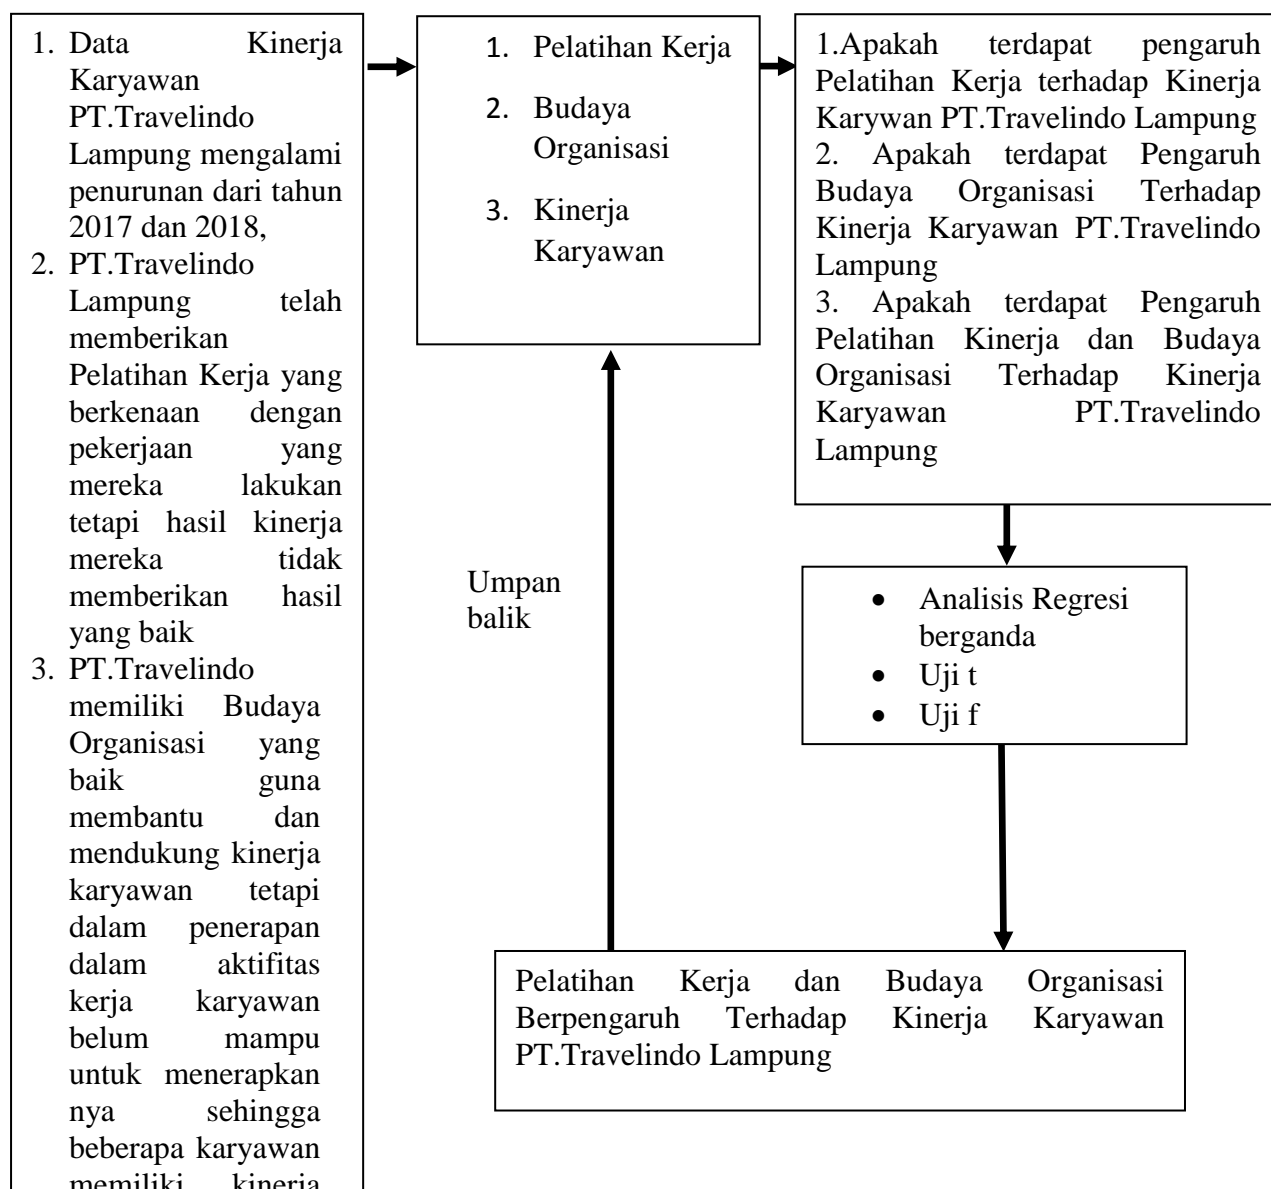 1. Data Kinerja
Karyawan
PT.Travelindo
Lampung mengalami
penurunan dari tahun
2017 dan 2018,
2. PT.Travelindo
Lampung telah
memberikan
Pelatihan Kerja yang
berkenaan dengan
pekerjaan yang
mereka lakukan
tetapi hasil kinerja
mereka tidak
memberikan hasil
yang baik
3. PT.Travelindo
memiliki Budaya
Organisasi yang
baik guna
membantu dan
mendukung kinerja
karyawan tetapi
dalam penerapan
dalam aktifitas
kerja karyawan
belum mampu
untuk menerapkan
nya sehingga
beberapa karyawan
memiliki kinerja
1. Pelatihan Kerja
2. Budaya
Organisasi
3. Kinerja
Karyawan
1.Apakah terdapat pengaruh
Pelatihan Kerja terhadap Kinerja
Karywan PT.Travelindo Lampung
2. Apakah terdapat Pengaruh
Budaya Organisasi Terhadap
Kinerja Karyawan PT.Travelindo
Lampung
3. Apakah terdapat Pengaruh
Pelatihan Kinerja dan Budaya
Organisasi Terhadap Kinerja
Karyawan PT.Travelindo
Lampung
• Analisis Regresi
berganda
• Uji t
• Uji f
Umpan
balik
Pelatihan Kerja dan Budaya Organisasi
Berpengaruh Terhadap Kinerja Karyawan
PT.Travelindo Lampung